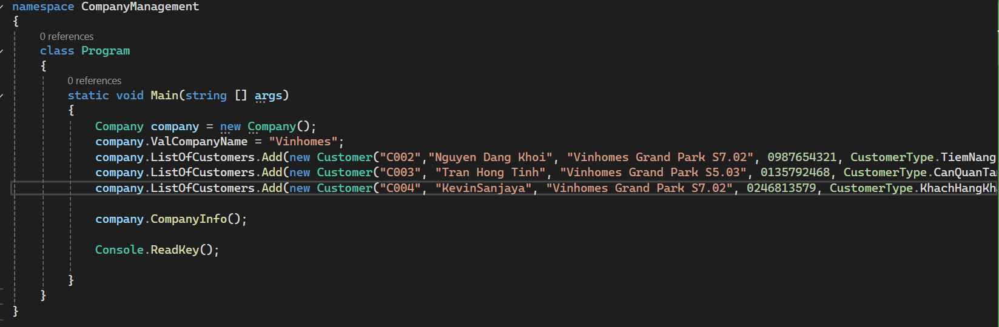 namespace CompanyManagement
{
0 references
class Program
{
0 references
static void Main(string [] args)
{
Company company = new Company();
company.ValCompanyName = "Vinhomes";
company.ListOfCustomers.Add(new Customer("C002","Nguyen Dang Khoi", "Vinhomes Grand Park S7.02", 0987654321, CustomerType.TiemNang
company.ListOfCustomers.Add(new Customer("C003", "Tran Hong Tinh", "Vinhomes Grand Park S5.03", 0135792468, CustomerType.CanQuanTa
company.ListOfCustomers.Add(new Customer("C004", "KevinSanjaya", "Vinhomes Grand Park S7.02", 0246813579, CustomerType.KhachHangKh
company.CompanyInfo();
Console.ReadKey();
}
}
}